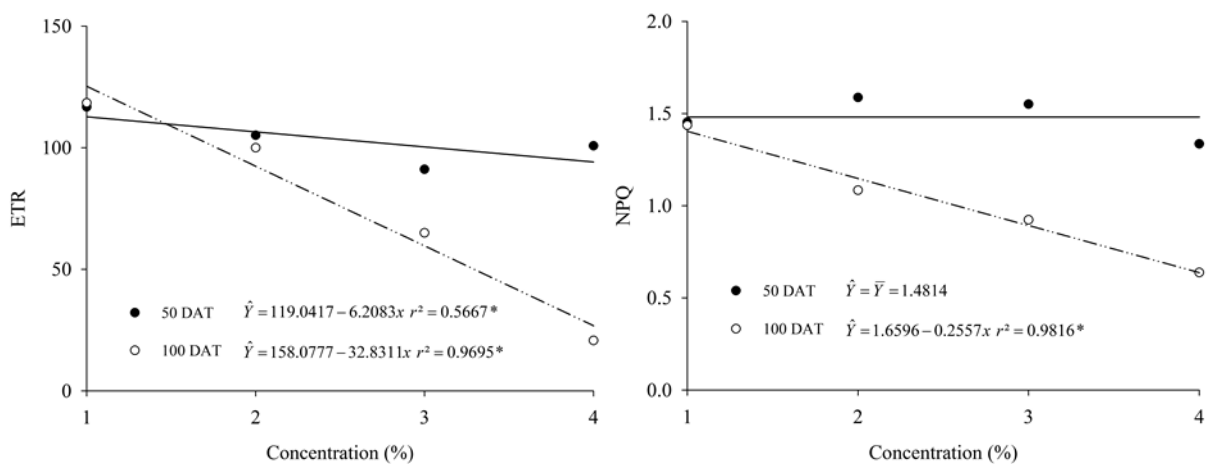 150
100
50
0
ETR
50 DAT Ŷ = 119.0417 − 6.2083x r² = 0.5667 *
100 DAT Ŷ = 158.0777 − 32.8311x r² = 0.9695 *
1 2 3 4
Concentration (%)
2.0
1.5
1.0
0.5
0.0
NPQ
50 DAT Ŷ = Y̅ = 1.4814
100 DAT Ŷ = 1.6596 − 0.2557x r² = 0.9816 *
1 2 3 4
Concentration (%)